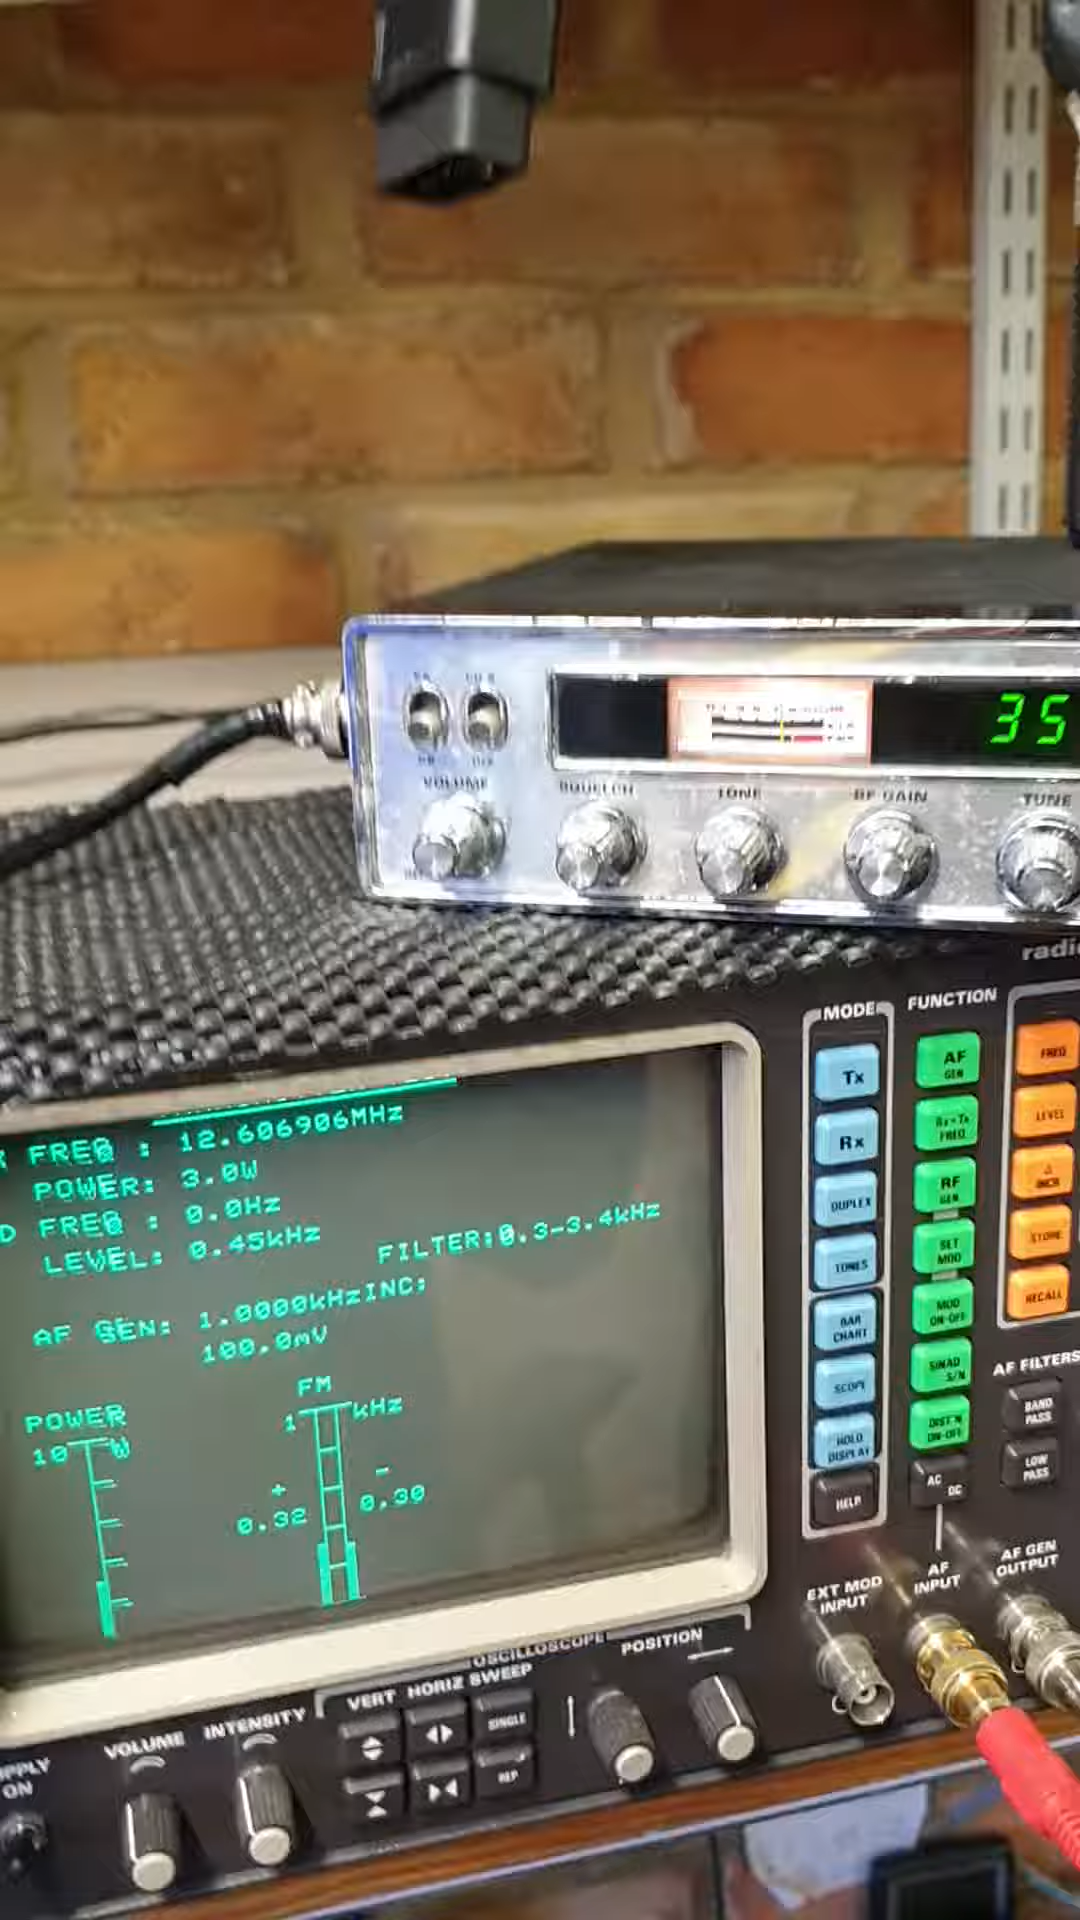 VOLUME
SQUELCH
TONE
RF GAIN
TUNE
35
FREQ : 12.606906MHz
POWER: 3.0W
D FREQ : 0.0Hz
LEVEL: 0.45kHz
FILTER:0.3-3.4kHz
AF GEN: 1.0000kHz INC:
100.0mV
POWER
10 W
FM
1 kHz
+
-
0.32
0.30
MODE
Tx
Rx
DUPLEX
TONES
BAR CHART
SCOPE
HOLD DISPLAY
HELP
FUNCTION
AF GEN
Rx=Tx FREQ
RF GEN
SET MOD
MOD ON-OFF
SINAD S/N
DIST'N ON-OFF
AC DC
FREQ
LEVEL
△ INCR
STORE
RECALL
AF FILTERS
BAND PASS
LOW PASS
EXT MOD INPUT
AF INPUT
AF GEN OUTPUT
ON
VOLUME
INTENSITY
OSCILLOSCOPE
VERT
HORIZ
SWEEP
SINGLE
REP
POSITION